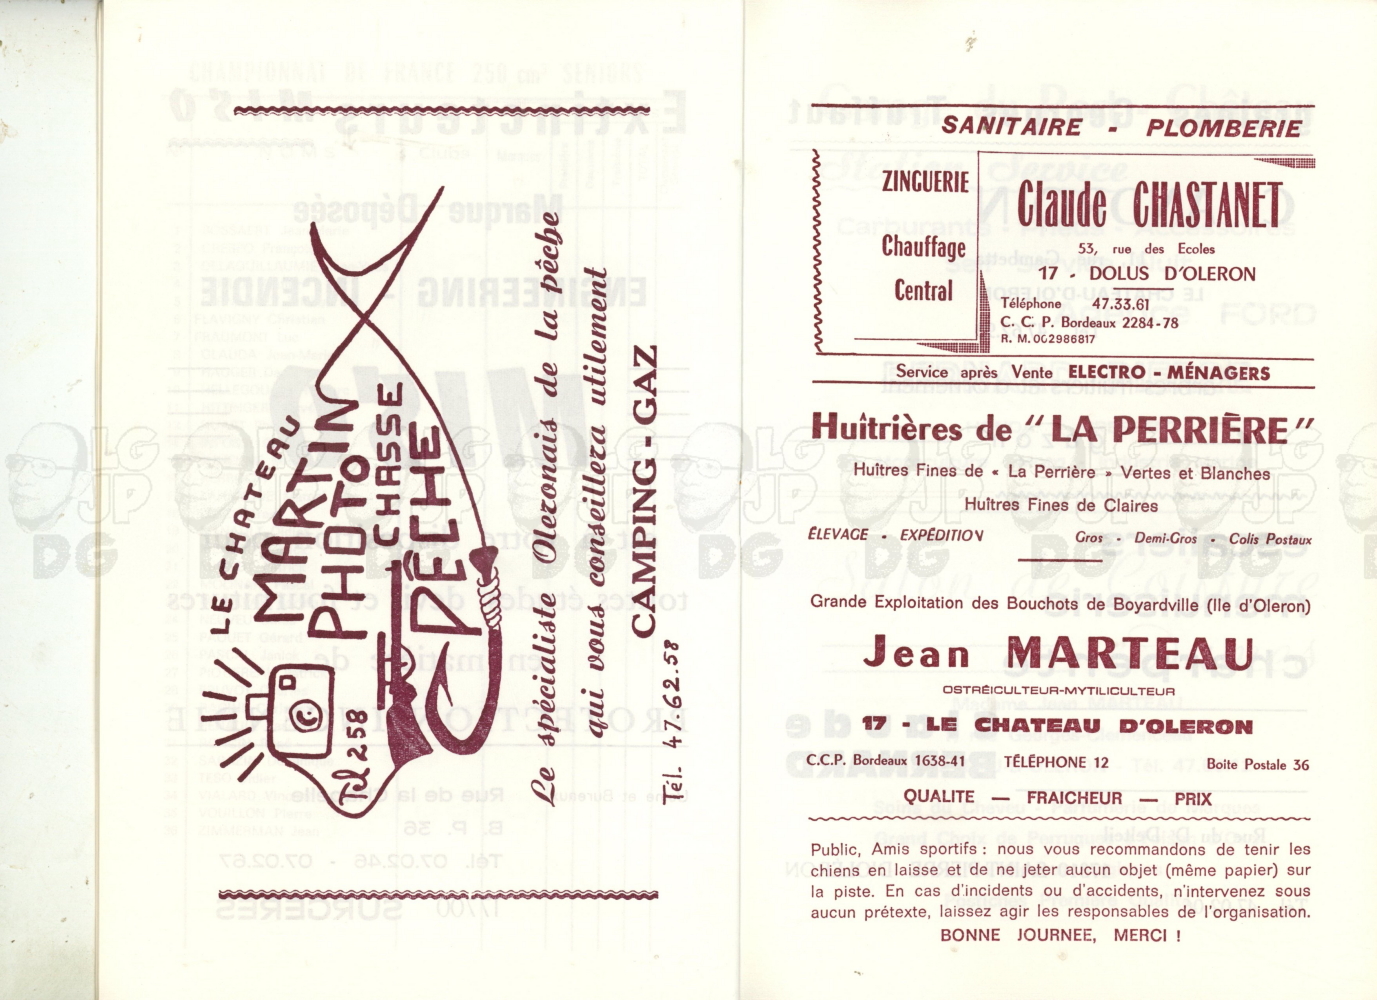 LE CHATEAU
MARTIN
PHOTO
CHASSE
PÊCHE
Tél 258
Le spécialiste Oleronais de la pêche
qui vous conseillera utilement
CAMPING - GAZ
Tél. 47.62.58
SANITAIRE - PLOMBERIE
ZINGUERIE
Chauffage
Central
Claude CHASTANET
53, rue des Ecoles
17 - DOLUS D'OLERON
Téléphone 47.33.61
C. C. P. Bordeaux 2284-78
R. M. 002986817
Service après Vente ELECTRO - MÉNAGERS
Huîtrières de " LA PERRIÈRE "
Huîtres Fines de « La Perrière » Vertes et Blanches
Huîtres Fines de Claires
ÉLEVAGE - EXPÉDITION Gros - Demi-Gros - Colis Postaux
Grande Exploitation des Bouchots de Boyardville (Ile d'Oleron)
Jean MARTEAU
OSTRÉICULTEUR-MYTILICULTEUR
17 - LE CHATEAU D'OLERON
C.C.P. Bordeaux 1638-41 TÉLÉPHONE 12 Boite Postale 36
QUALITE — FRAICHEUR — PRIX
Public, Amis sportifs : nous vous recommandons de tenir les
chiens en laisse et de ne jeter aucun objet (même papier) sur
la piste. En cas d'incidents ou d'accidents, n'intervenez sous
aucun prétexte, laissez agir les responsables de l'organisation.
BONNE JOURNEE, MERCI !
LG
JP
DG